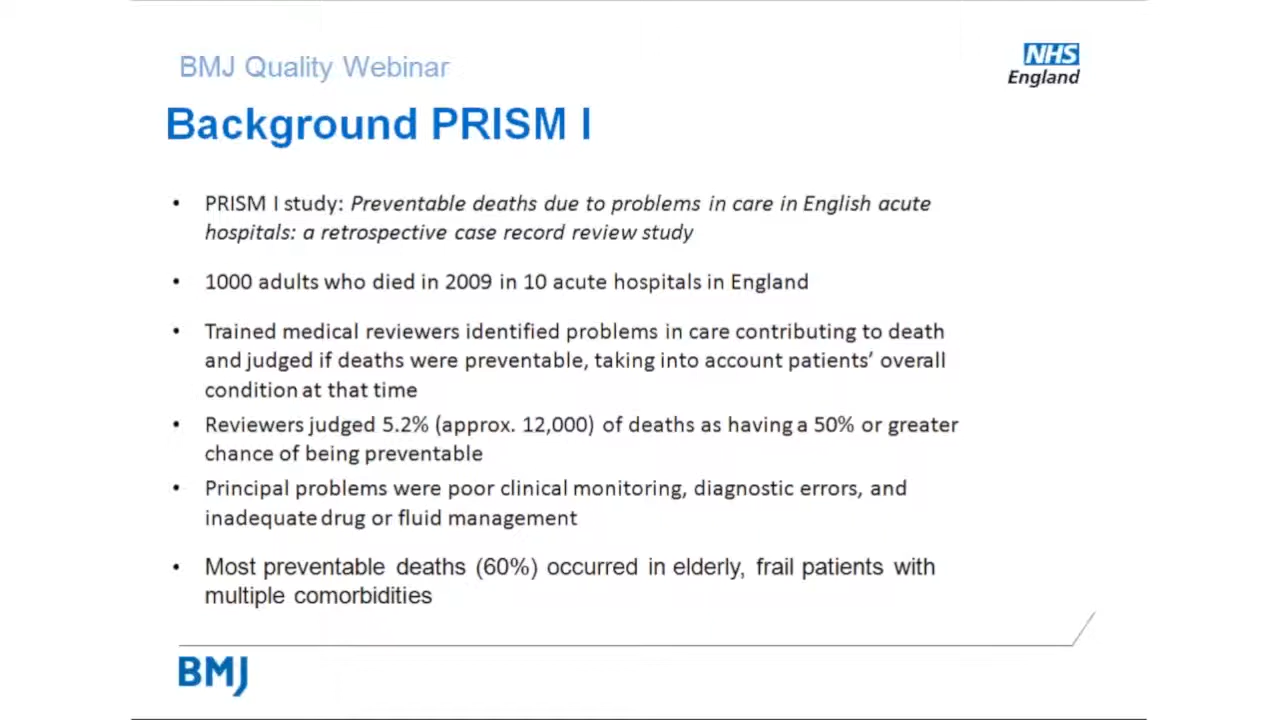 BMJ Quality Webinar
NHS
England
Background PRISM I
• PRISM I study: Preventable deaths due to problems in care in English acute
hospitals: a retrospective case record review study
• 1000 adults who died in 2009 in 10 acute hospitals in England
• Trained medical reviewers identified problems in care contributing to death
and judged if deaths were preventable, taking into account patients’ overall
condition at that time
• Reviewers judged 5.2% (approx. 12,000) of deaths as having a 50% or greater
chance of being preventable
• Principal problems were poor clinical monitoring, diagnostic errors, and
inadequate drug or fluid management
• Most preventable deaths (60%) occurred in elderly, frail patients with
multiple comorbidities
BMJ